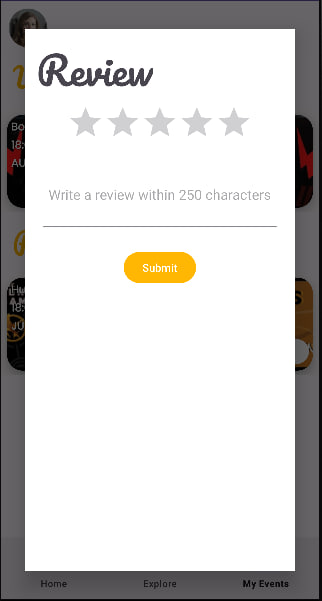 Review
Write a review within 250 characters
Submit
Home
Explore
My Events